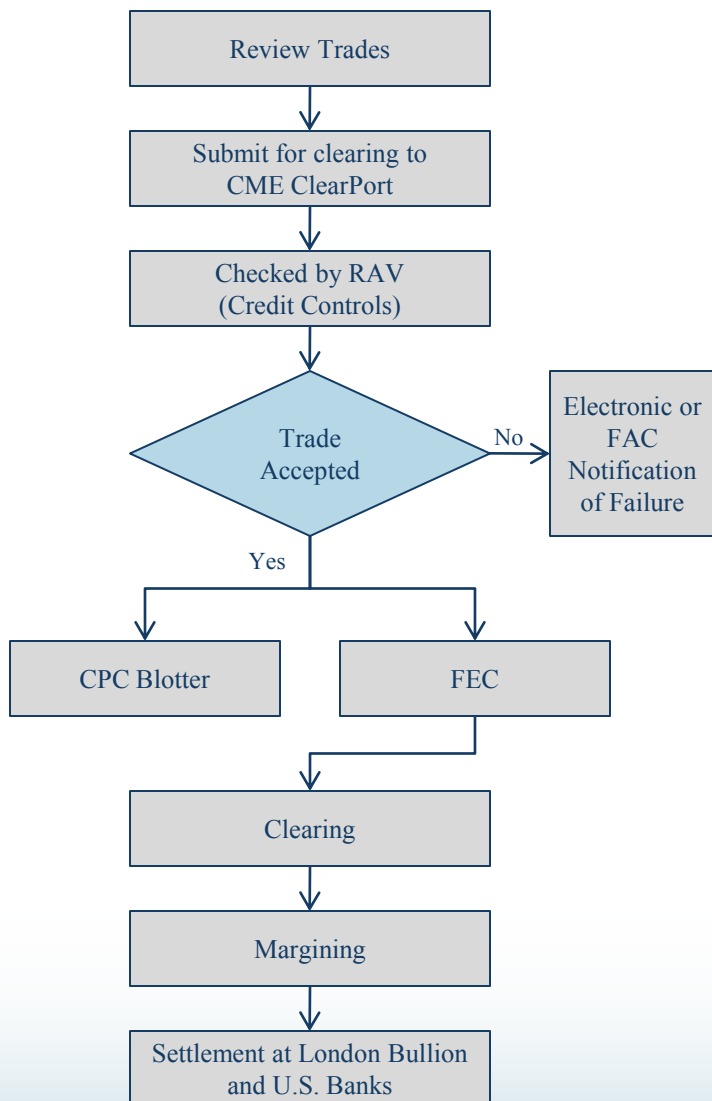 Review Trades
Submit for clearing to
CME ClearPort
Checked by RAV
(Credit Controls)
Trade
Accepted
No
Electronic or
FAC
Notification
of Failure
Yes
CPC Blotter
FEC
Clearing
Margining
Settlement at London Bullion
and U.S. Banks